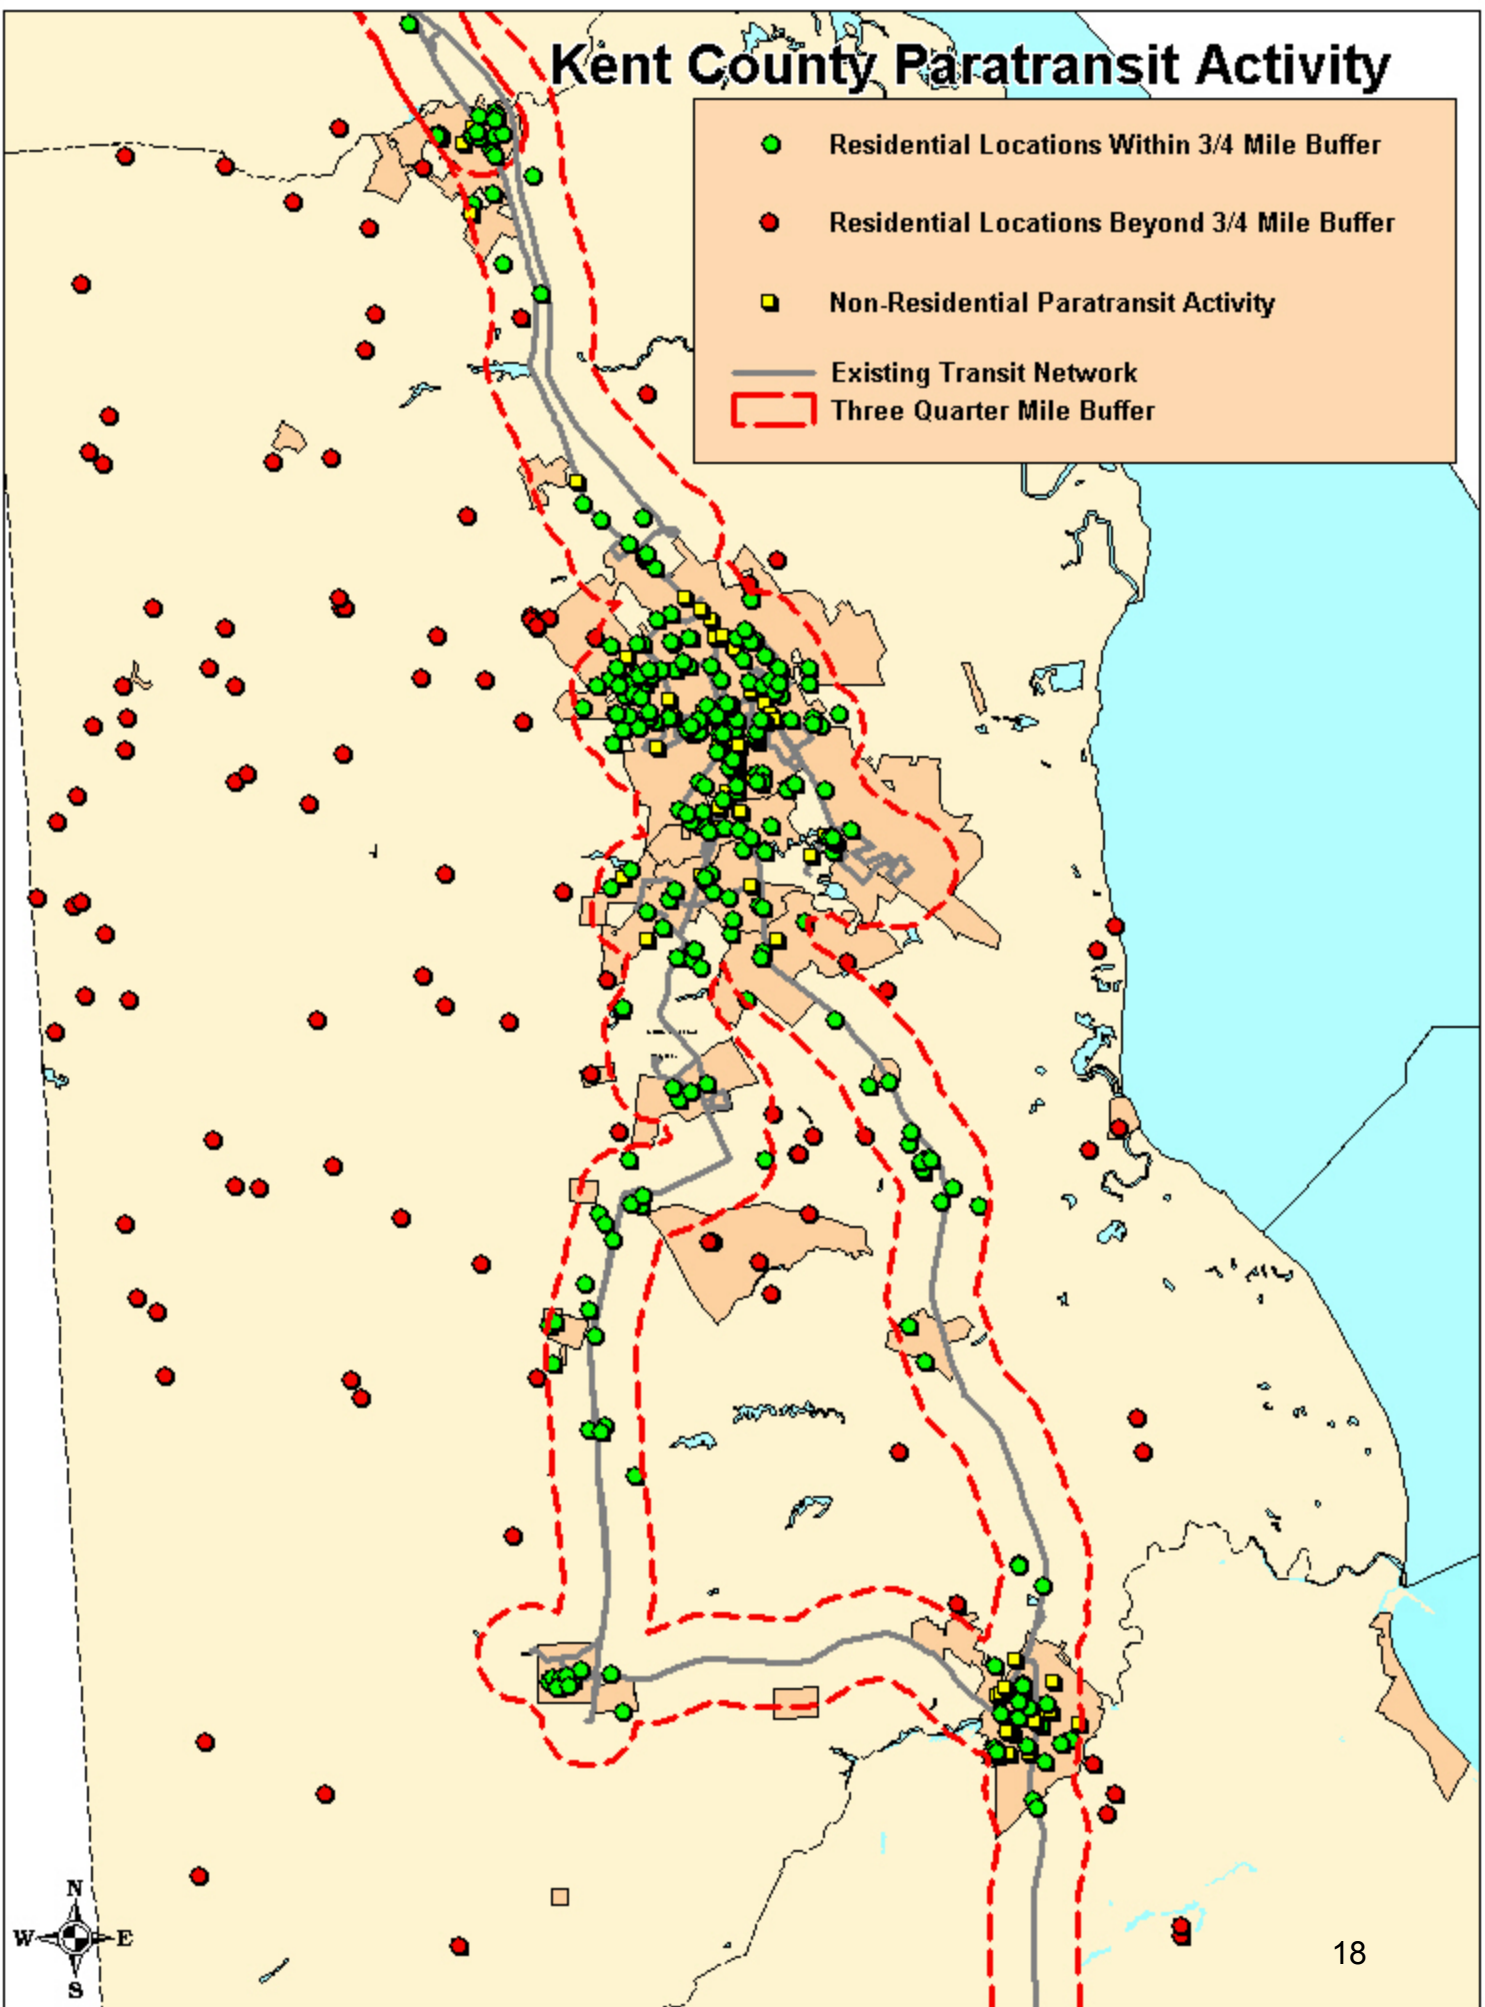 Kent County Paratransit Activity
Residential Locations Within 3/4 Mile Buffer
Residential Locations Beyond 3/4 Mile Buffer
Non-Residential Paratransit Activity
Existing Transit Network
Three Quarter Mile Buffer
N
W E
S
18